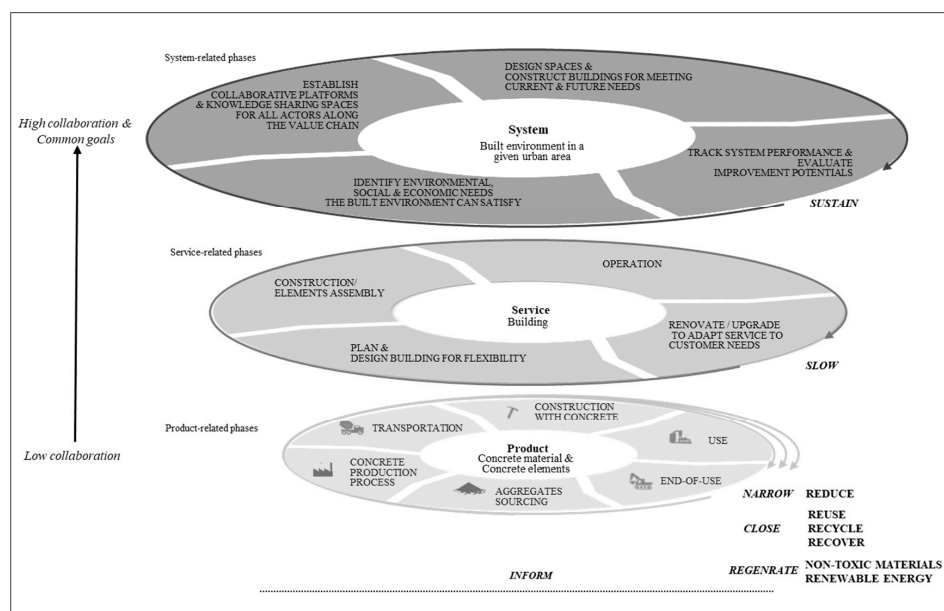 System-related phases
DESIGN SPACES &
CONSTRUCT BUILDINGS FOR MEETING
CURRENT & FUTURE NEEDS
ESTABLISH
COLLABORATIVE PLATFORMS
& KNOWLEDGE SHARING SPACES
FOR ALL ACTORS ALONG
THE VALUE CHAIN
High collaboration &
Common goals
System
Built environment in a
given urban area
TRACK SYSTEM PERFORMANCE &
EVALUATE
IMPROVEMENT POTENTIALS
IDENTIFY ENVIRONMENTAL,
SOCIAL & ECONOMIC NEEDS
THE BUILT ENVIRONMENT CAN SATISFY
SUSTAIN
Service-related phases
OPERATION
CONSTRUCTION/
ELEMENTS ASSEMBLY
Service
Building
RENOVATE / UPGRADE
TO ADAPT SERVICE TO
CUSTOMER NEEDS
PLAN &
DESIGN BUILDING FOR FLEXIBILITY
SLOW
Product-related phases
CONSTRUCTION
WITH CONCRETE
TRANSPORTATION
USE
Low collaboration
Product
Concrete material &
Concrete elements
CONCRETE
PRODUCTION
PROCESS
AGGREGATES
SOURCING
END-OF-USE
NARROW REDUCE
CLOSE
REUSE
RECYCLE
RECOVER
REGENRATE
NON-TOXIC MATERIALS
RENEWABLE ENERGY
INFORM